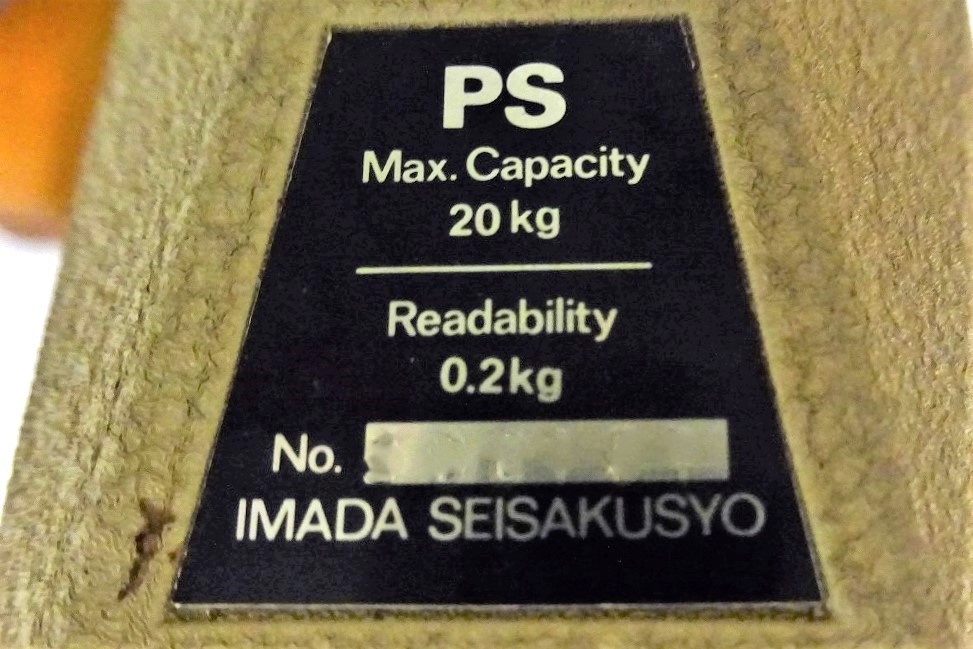 PS
Max. Capacity
20 kg
Readability
0.2kg
No.
IMADA SEISAKUSYO